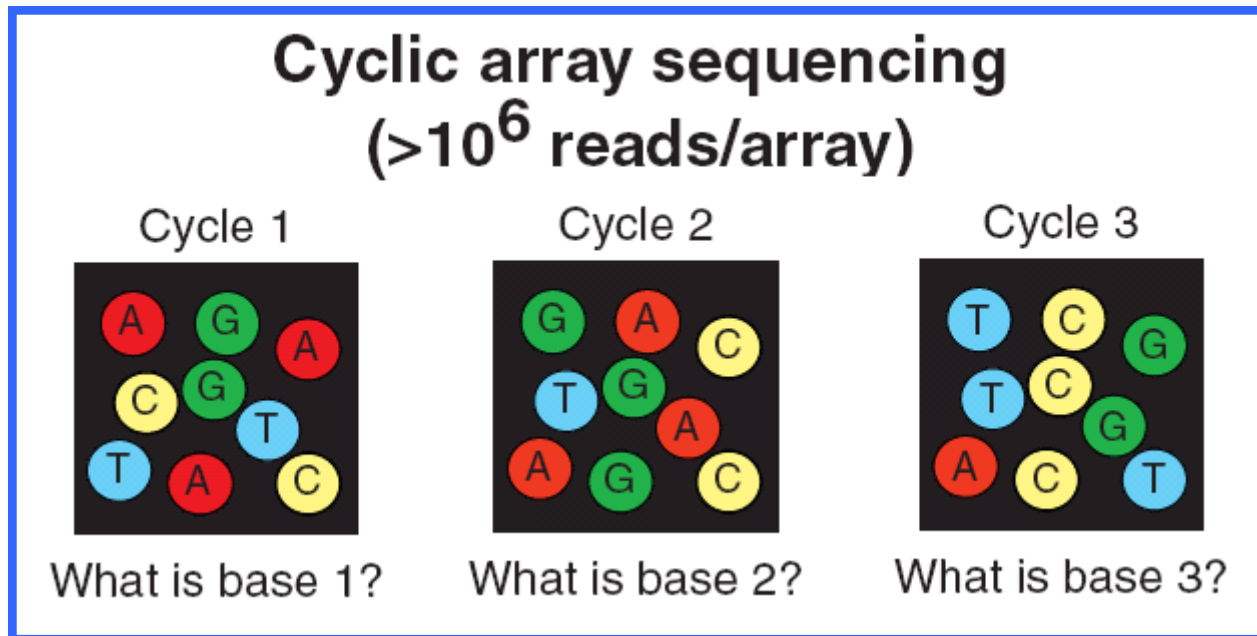 Cyclic array sequencing
(>10⁶ reads/array)
Cycle 1 Cycle 2 Cycle 3
A G A G A C T C G
C G T T G A T C G
T A C A G C A C T
What is base 1? What is base 2? What is base 3?